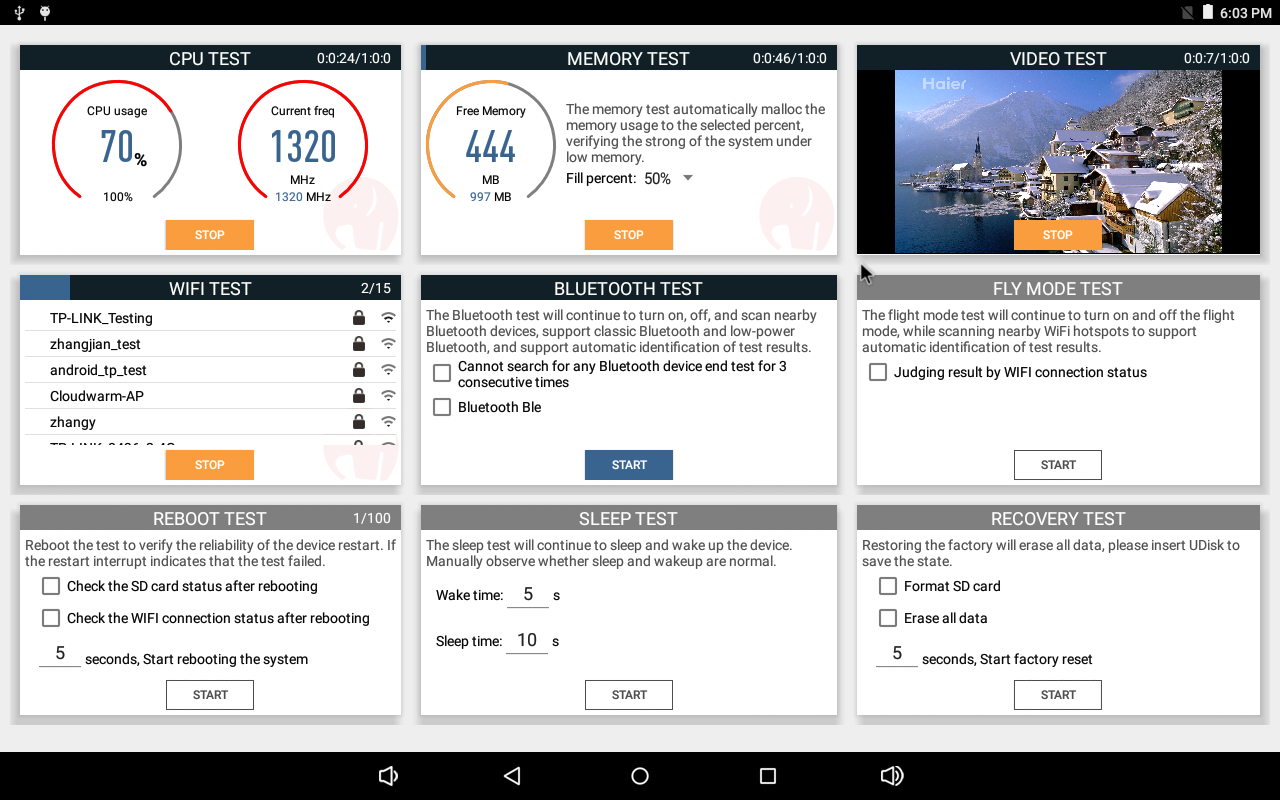 6:03 PM
CPU TEST 0:0:24/1:0:0
CPU usage
70%
100%
Current freq
1320
MHz
1320 MHz
STOP
MEMORY TEST 0:0:46/1:0:0
Free Memory
444
MB
997 MB
The memory test automatically malloc the
memory usage to the selected percent,
verifying the strong of the system under
low memory.
Fill percent: 50%
STOP
VIDEO TEST 0:0:7/1:0:0
Haier
STOP
WIFI TEST 2/15
TP-LINK_Testing
zhangjian_test
android_tp_test
Cloudwarm-AP
zhangy
STOP
BLUETOOTH TEST
The Bluetooth test will continue to turn on, off, and scan nearby
Bluetooth devices, support classic Bluetooth and low-power
Bluetooth, and support automatic identification of test results.
Cannot search for any Bluetooth device end test for 3
consecutive times
Bluetooth Ble
START
FLY MODE TEST
The flight mode test will continue to turn on and off the flight
mode, while scanning nearby WiFi hotspots to support
automatic identification of test results.
Judging result by WIFI connection status
START
REBOOT TEST 1/100
Reboot the test to verify the reliability of the device restart. If
the restart interrupt indicates that the test failed.
Check the SD card status after rebooting
Check the WIFI connection status after rebooting
5 seconds, Start rebooting the system
START
SLEEP TEST
The sleep test will continue to sleep and wake up the device.
Manually observe whether sleep and wakeup are normal.
Wake time: 5 s
Sleep time: 10 s
START
RECOVERY TEST
Restoring the factory will erase all data, please insert UDisk to
save the state.
Format SD card
Erase all data
5 seconds, Start factory reset
START